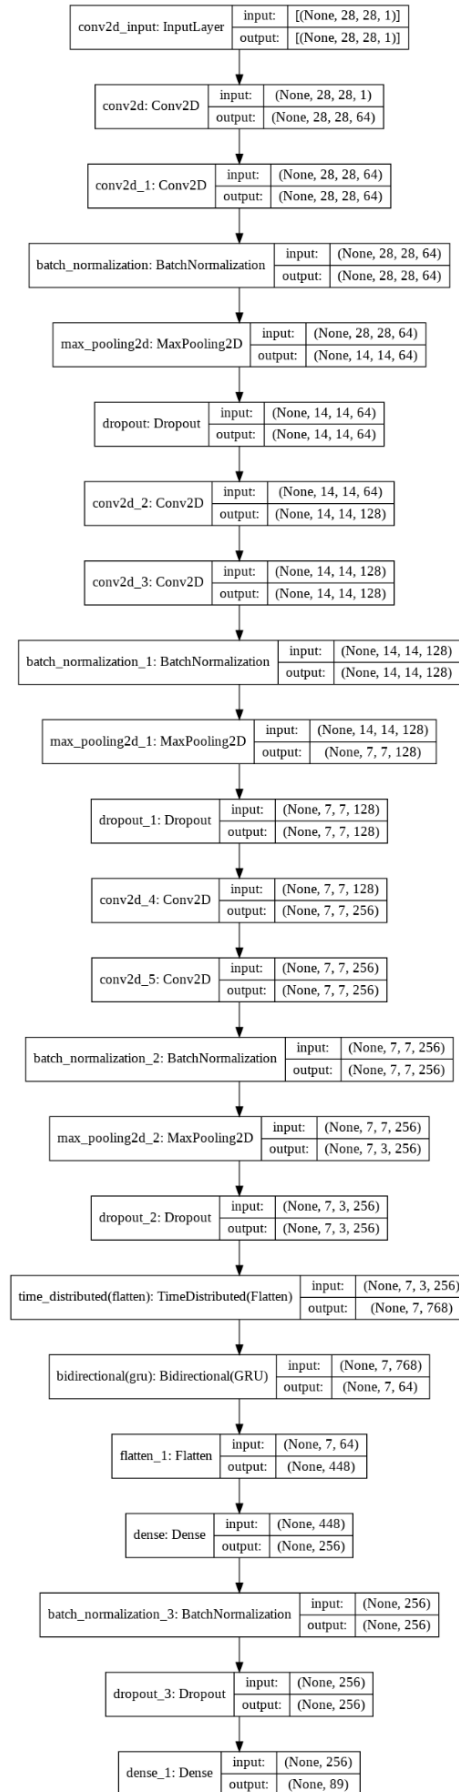 conv2d_input: InputLayer
input: [(None, 28, 28, 1)]
output: [(None, 28, 28, 1)]
conv2d: Conv2D
input: (None, 28, 28, 1)
output: (None, 28, 28, 64)
conv2d_1: Conv2D
input: (None, 28, 28, 64)
output: (None, 28, 28, 64)
batch_normalization: BatchNormalization
input: (None, 28, 28, 64)
output: (None, 28, 28, 64)
max_pooling2d: MaxPooling2D
input: (None, 28, 28, 64)
output: (None, 14, 14, 64)
dropout: Dropout
input: (None, 14, 14, 64)
output: (None, 14, 14, 64)
conv2d_2: Conv2D
input: (None, 14, 14, 64)
output: (None, 14, 14, 128)
conv2d_3: Conv2D
input: (None, 14, 14, 128)
output: (None, 14, 14, 128)
batch_normalization_1: BatchNormalization
input: (None, 14, 14, 128)
output: (None, 14, 14, 128)
max_pooling2d_1: MaxPooling2D
input: (None, 14, 14, 128)
output: (None, 7, 7, 128)
dropout_1: Dropout
input: (None, 7, 7, 128)
output: (None, 7, 7, 128)
conv2d_4: Conv2D
input: (None, 7, 7, 128)
output: (None, 7, 7, 256)
conv2d_5: Conv2D
input: (None, 7, 7, 256)
output: (None, 7, 7, 256)
batch_normalization_2: BatchNormalization
input: (None, 7, 7, 256)
output: (None, 7, 7, 256)
max_pooling2d_2: MaxPooling2D
input: (None, 7, 7, 256)
output: (None, 7, 3, 256)
dropout_2: Dropout
input: (None, 7, 3, 256)
output: (None, 7, 3, 256)
time_distributed(flatten): TimeDistributed(Flatten)
input: (None, 7, 3, 256)
output: (None, 7, 768)
bidirectional(gru): Bidirectional(GRU)
input: (None, 7, 768)
output: (None, 7, 64)
flatten_1: Flatten
input: (None, 7, 64)
output: (None, 448)
dense: Dense
input: (None, 448)
output: (None, 256)
batch_normalization_3: BatchNormalization
input: (None, 256)
output: (None, 256)
dropout_3: Dropout
input: (None, 256)
output: (None, 256)
dense_1: Dense
input: (None, 256)
output: (None, 89)